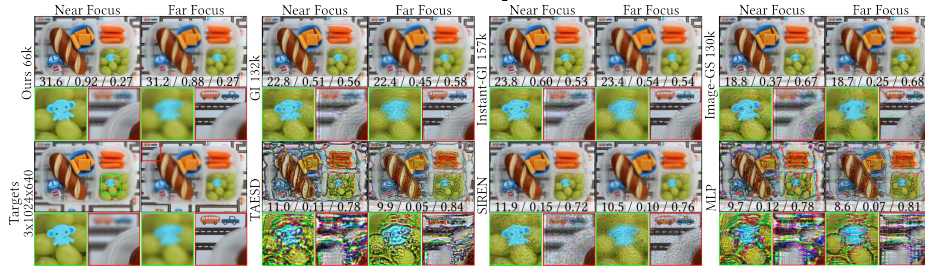 Near Focus Far Focus Near Focus Far Focus Near Focus Far Focus Near Focus Far Focus
Ours 66k
31.6 / 0.92 / 0.27 31.2 / 0.88 / 0.27
GI 132k
22.8 / 0.51 / 0.56 22.4 / 0.45 / 0.58
Instant-GI 157k
23.8 / 0.60 / 0.53 23.4 / 0.54 / 0.54
Image-GS 130k
18.8 / 0.37 / 0.67 18.7 / 0.25 / 0.68
Targets
3x1024x640
TAESD
11.0 / 0.11 / 0.78 9.9 / 0.05 / 0.84
SIREN
11.9 / 0.15 / 0.72 10.5 / 0.10 / 0.76
MLP
9.7 / 0.12 / 0.78 8.6 / 0.07 / 0.81